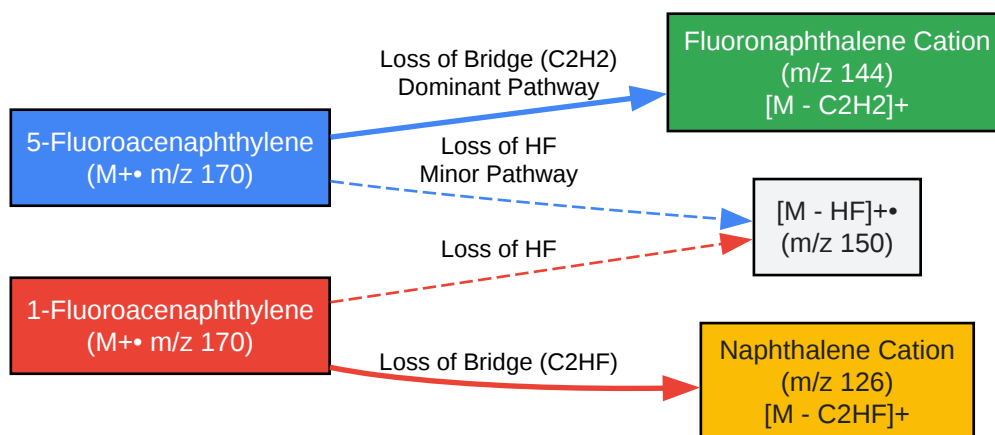 Loss of Bridge (C2H2)
Dominant Pathway
Fluoronaphthalene Cation
(m/z 144)
[M - C2H2]+
5-Fluoroacenaphthylene
(M+• m/z 170)
Loss of HF
Minor Pathway
[M - HF]+•
(m/z 150)
Loss of HF
1-Fluoroacenaphthylene
(M+• m/z 170)
Loss of Bridge (C2HF)
Naphthalene Cation
(m/z 126)
[M - C2HF]+